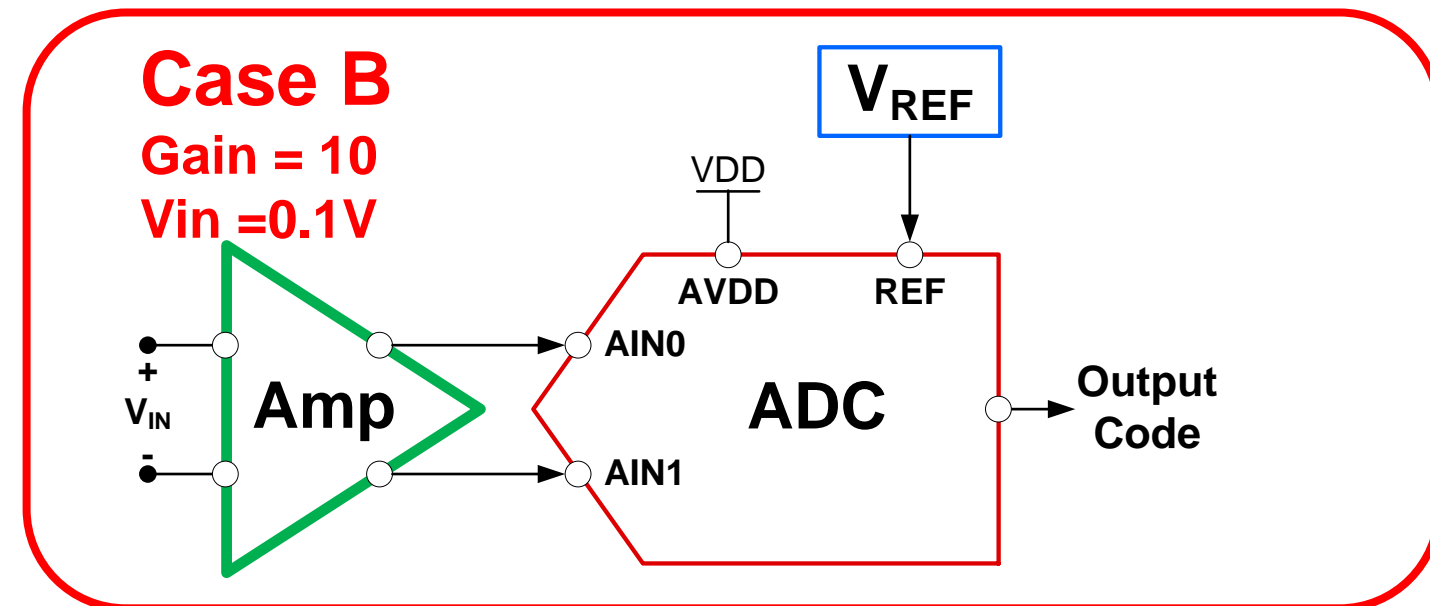 Case B
Gain = 10
Vin =0.1V
VREF
VDD
AVDD
REF
AIN0
+
VIN
-
Amp
ADC
AIN1
Output
Code